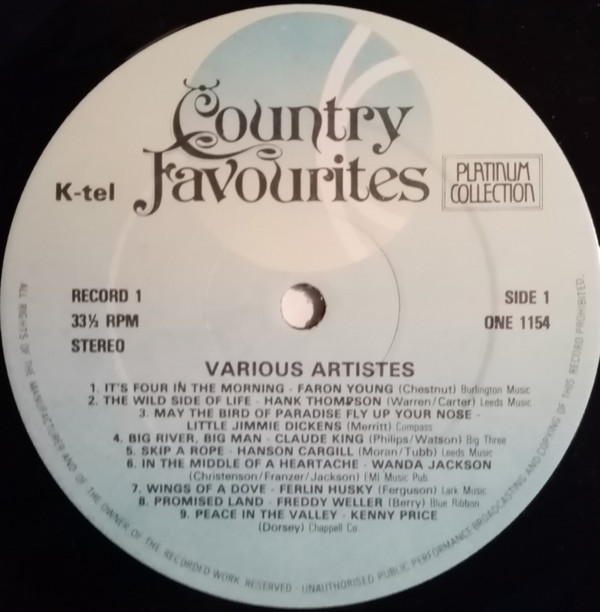 Country
Favourites
K-tel
PLATINUM
COLLECTION
RECORD 1
33⅓ RPM
STEREO
SIDE 1
ONE 1154
VARIOUS ARTISTES
1. IT'S FOUR IN THE MORNING - FARON YOUNG (Chestnut) Burlington Music
2. THE WILD SIDE OF LIFE - HANK THOMPSON (Warren/Carter) Leeds Music
3. MAY THE BIRD OF PARADISE FLY UP YOUR NOSE -
LITTLE JIMMIE DICKENS (Merritt) Compass
4. BIG RIVER, BIG MAN - CLAUDE KING (Philips/Watson) Big Three
5. SKIP A ROPE - HANSON CARGILL (Moran/Tubb) Leeds Music
6. IN THE MIDDLE OF A HEARTACHE - WANDA JACKSON
(Christenson/Franzer/Jackson) (M) Music Pub
7. WINGS OF A DOVE - FERLIN HUSKY (Ferguson) Lark Music
8. PROMISED LAND - FREDDY WELLER (Berry) Blue Ribbon
9. PEACE IN THE VALLEY - KENNY PRICE
(Dorsey) Chappell Co
ALL RIGHTS OF THE MANUFACTURER AND OF THE OWNER OF THE RECORDED WORK RESERVED - UNAUTHORISED PUBLIC PERFORMANCE BROADCASTING AND COPYING OF THIS RECORD PROHIBITED.